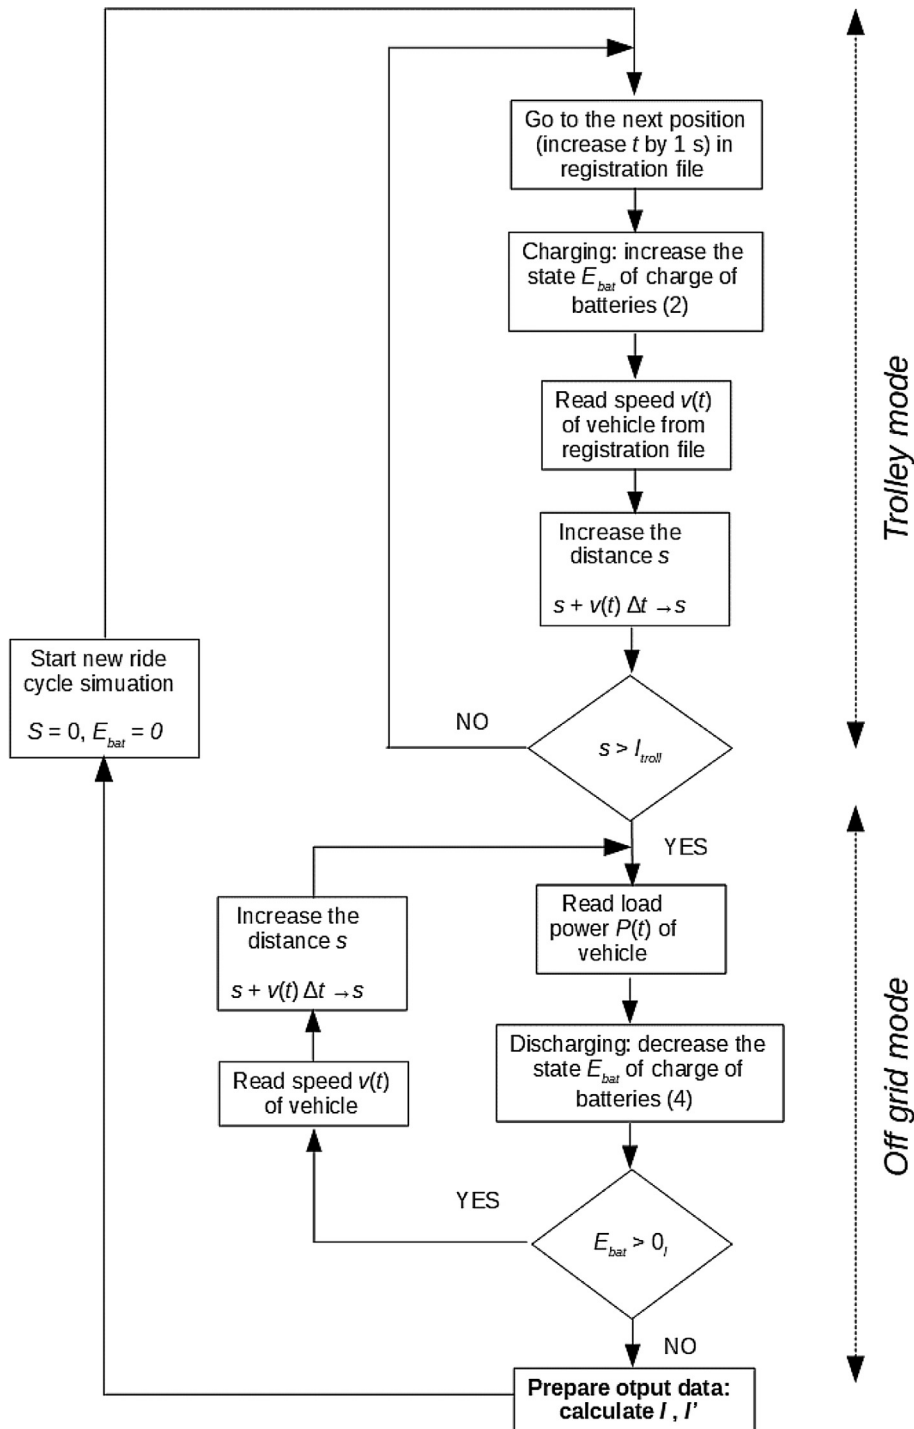 Go to the next position
(increase t by 1 s) in
registration file
Charging: increase the
state E_bat of charge of
batteries (2)
Read speed v(t)
of vehicle from
registration file
Increase the
distance s
s + v(t) Δt →s
s > l_troll
NO
YES
Trolley mode
Start new ride
cycle simuation
S = 0, E_bat = 0
Read load
power P(t) of
vehicle
Discharging: decrease the
state E_bat of charge of
batteries (4)
E_bat > 0_l
YES
NO
Read speed v(t)
of vehicle
Increase the
distance s
s + v(t) Δt →s
Off grid mode
Prepare otput data:
calculate l , l'